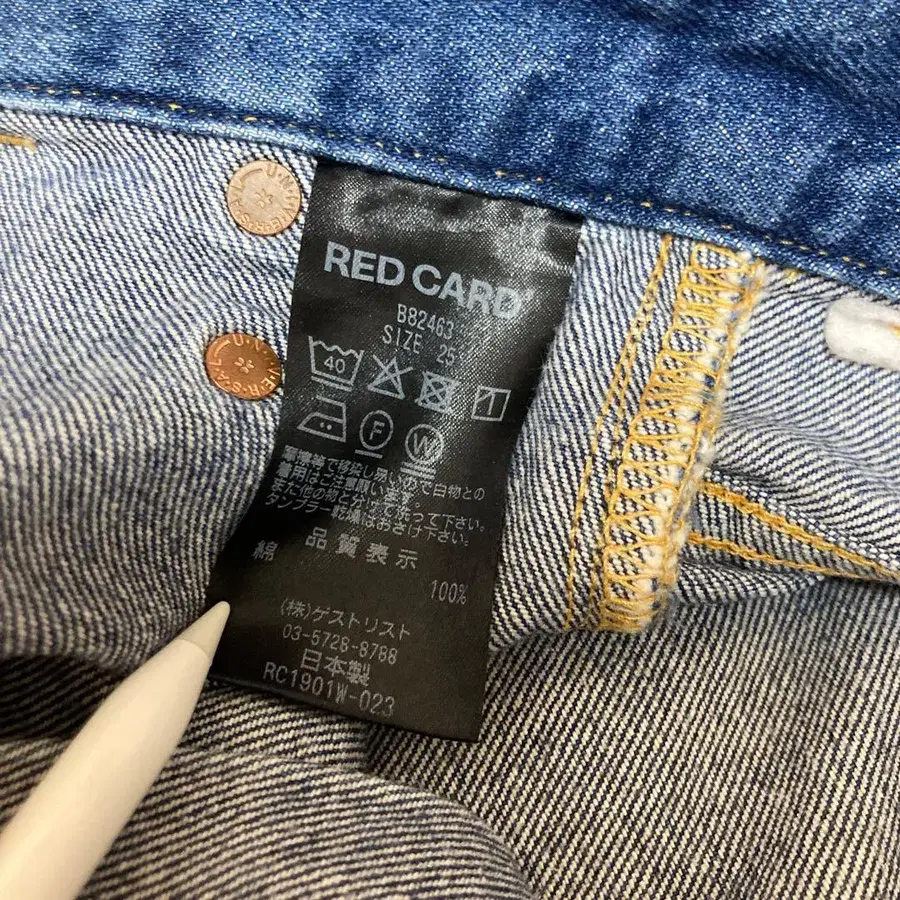 UNIVERSAL
UNIVERSAL
RED CARD
B82463
SIZE 25
40
1
F
W
摩擦等で移染し易いので白物との
着用はご注意願います。
また他の物と分けて洗って下さい。
タンブラー乾燥はおさけ下さい。
品質表示
綿 100%
(株)ゲストリスト
03-5728-8788
日本製
RC1901W-023